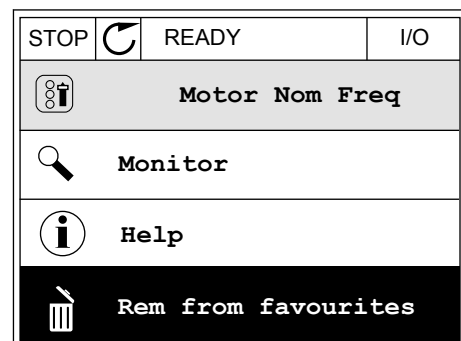 STOP READY I/O
Motor Nom Freq
Monitor
Help
Rem from favourites